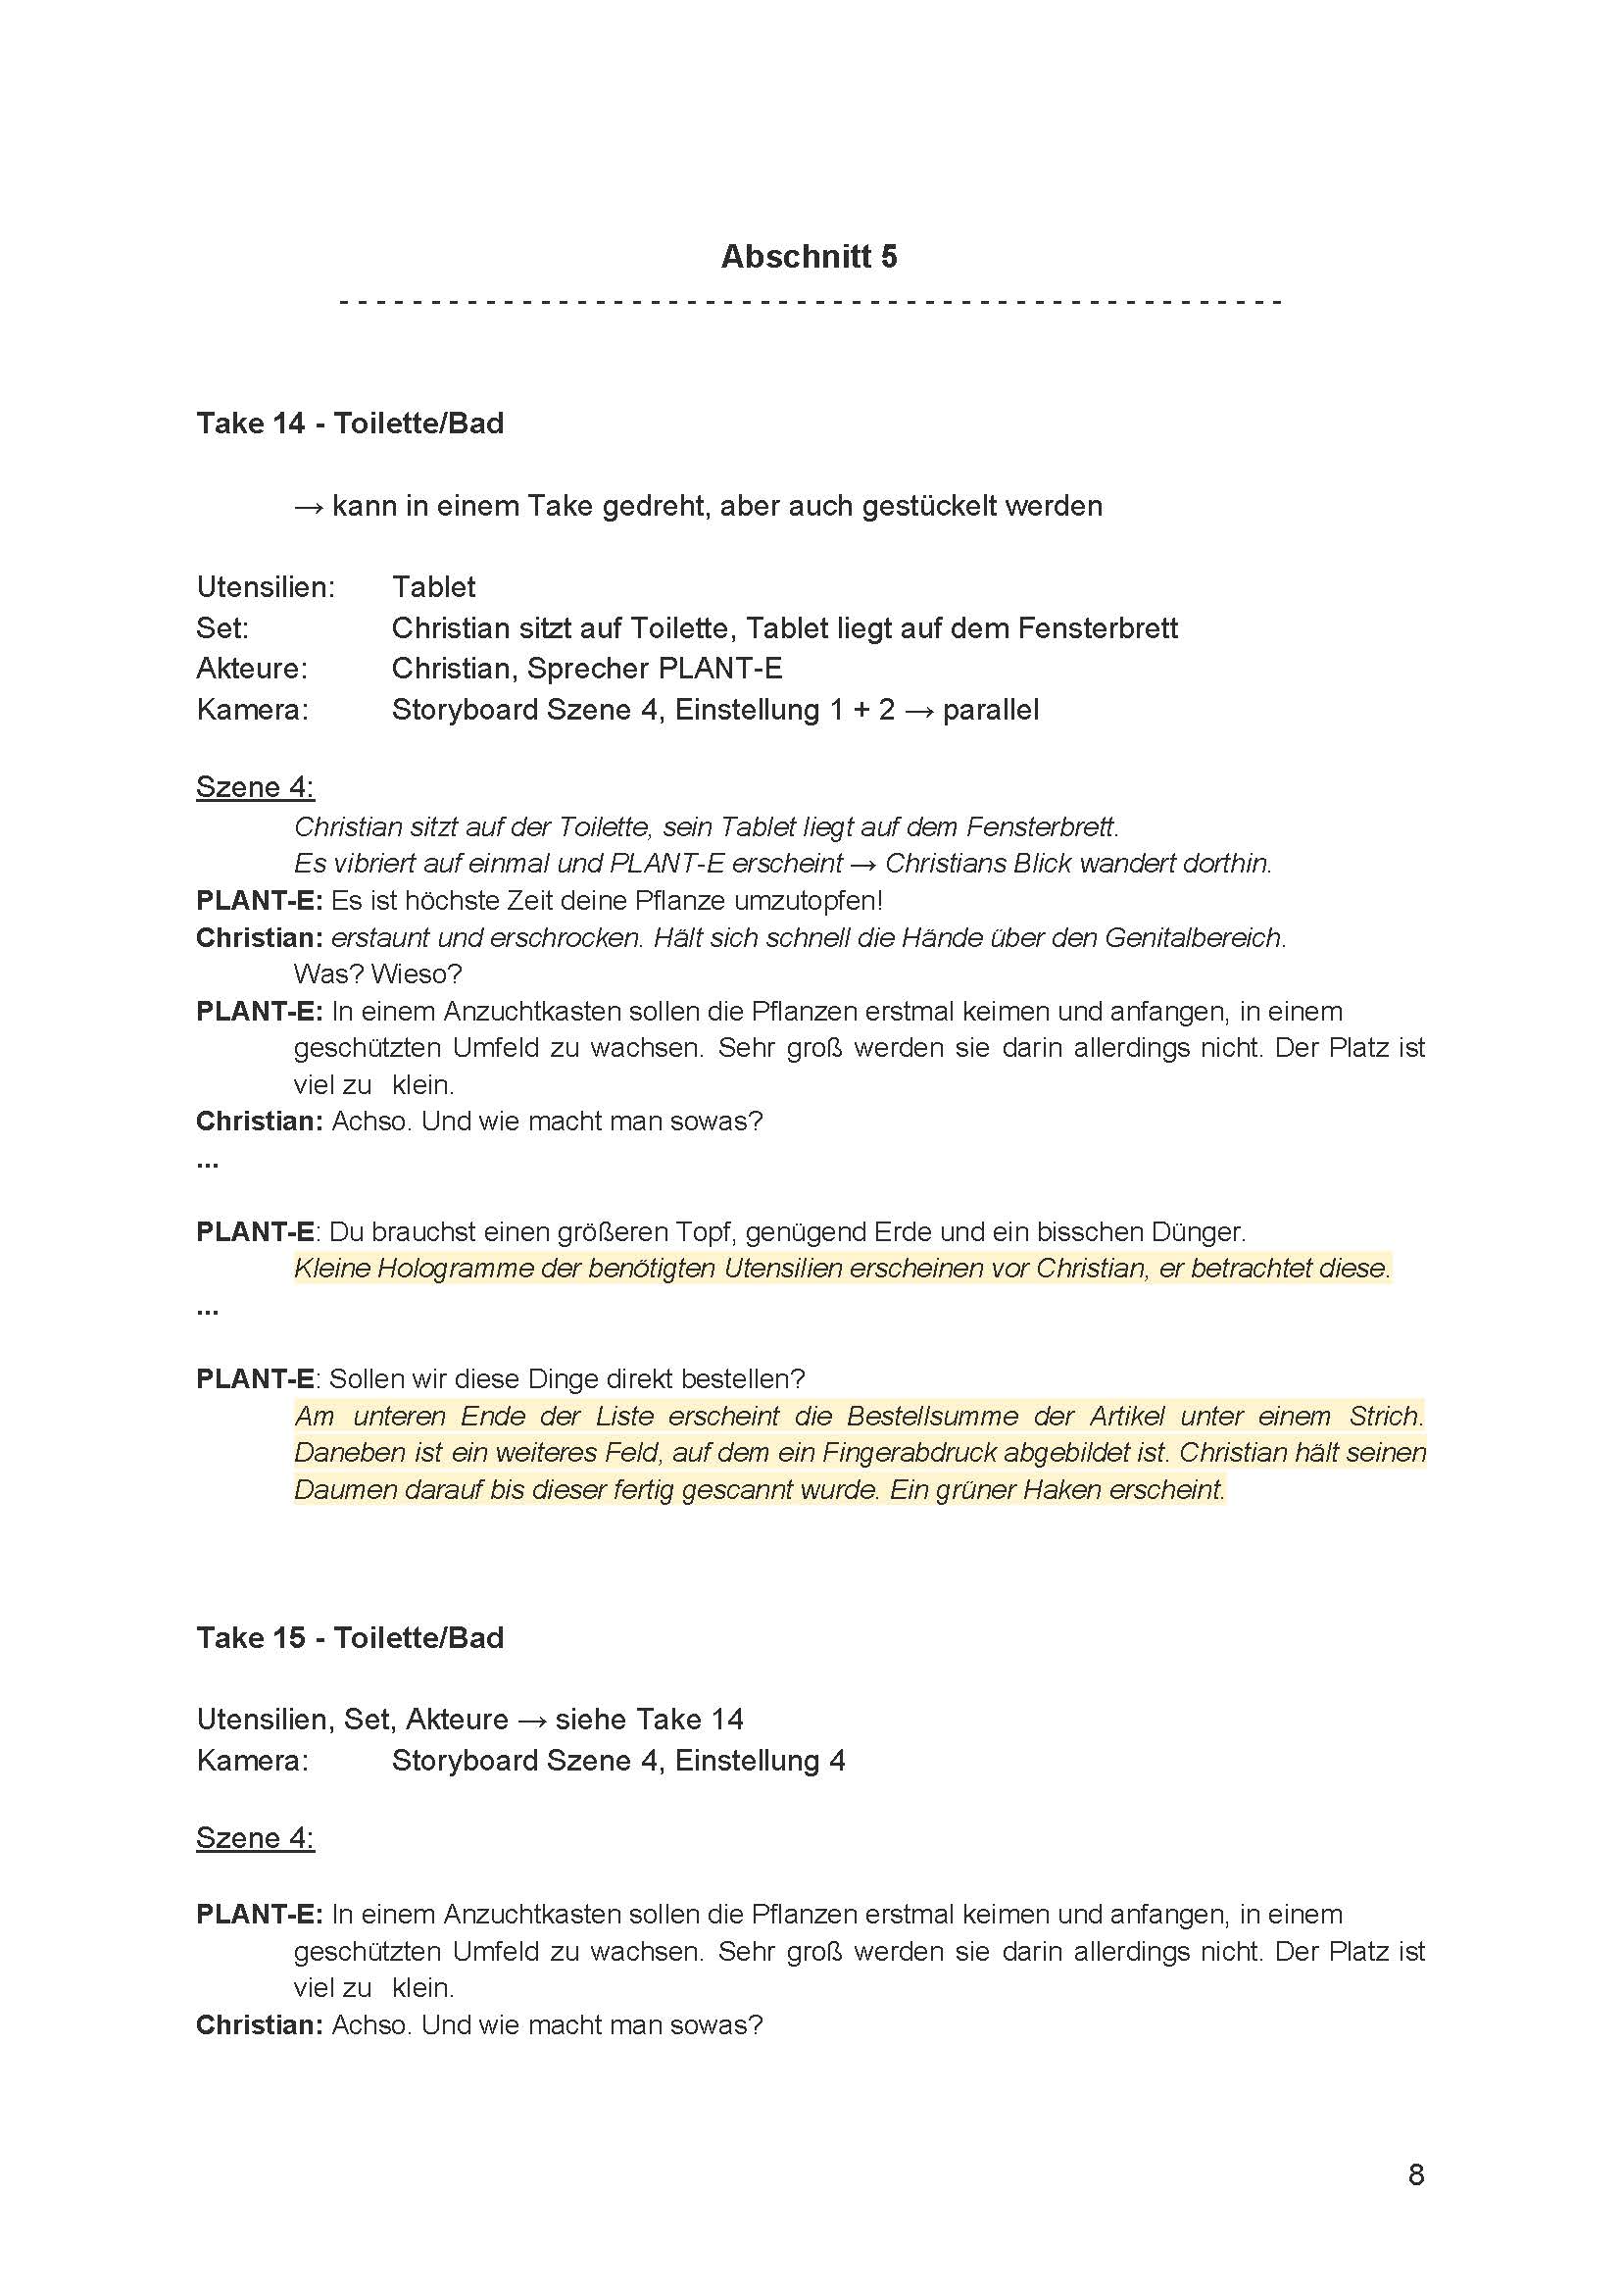 Abschnitt 5
- - - - - - - - - - - - - - - - - - - - - - - - - - - - - - - - - - - - - - - - - - - - - - - - - - - -
Take 14 - Toilette/Bad
→ kann in einem Take gedreht, aber auch gestückelt werden
Utensilien: Tablet
Set: Christian sitzt auf Toilette, Tablet liegt auf dem Fensterbrett
Akteure: Christian, Sprecher PLANT-E
Kamera: Storyboard Szene 4, Einstellung 1 + 2 → parallel
Szene 4:
Christian sitzt auf der Toilette, sein Tablet liegt auf dem Fensterbrett.
Es vibriert auf einmal und PLANT-E erscheint → Christians Blick wandert dorthin.
PLANT-E: Es ist höchste Zeit deine Pflanze umzutopfen!
Christian: erstaunt und erschrocken. Hält sich schnell die Hände über den Genitalbereich.
Was? Wieso?
PLANT-E: In einem Anzuchtkasten sollen die Pflanzen erstmal keimen und anfangen, in einem
geschützten Umfeld zu wachsen. Sehr groß werden sie darin allerdings nicht. Der Platz ist
viel zu klein.
Christian: Achso. Und wie macht man sowas?
...
PLANT-E: Du brauchst einen größeren Topf, genügend Erde und ein bisschen Dünger.
Kleine Hologramme der benötigten Utensilien erscheinen vor Christian, er betrachtet diese.
...
PLANT-E: Sollen wir diese Dinge direkt bestellen?
Am unteren Ende der Liste erscheint die Bestellsumme der Artikel unter einem Strich.
Daneben ist ein weiteres Feld, auf dem ein Fingerabdruck abgebildet ist. Christian hält seinen
Daumen darauf bis dieser fertig gescannt wurde. Ein grüner Haken erscheint.
Take 15 - Toilette/Bad
Utensilien, Set, Akteure → siehe Take 14
Kamera: Storyboard Szene 4, Einstellung 4
Szene 4:
PLANT-E: In einem Anzuchtkasten sollen die Pflanzen erstmal keimen und anfangen, in einem
geschützten Umfeld zu wachsen. Sehr groß werden sie darin allerdings nicht. Der Platz ist
viel zu klein.
Christian: Achso. Und wie macht man sowas?
8